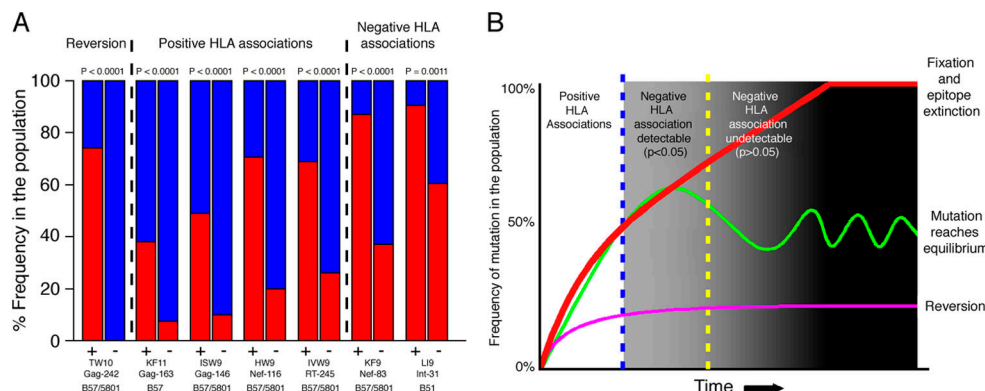 A
Reversion
Positive HLA associations
Negative HLA
associations
P < 0.0001 P < 0.0001 P < 0.0001 P < 0.0001 P < 0.0001 P < 0.0001 P = 0.0011
% Frequency in the population
100
80
60
40
20
0
+ - + - + - + - + - + - + -
TW10 KF11 ISW9 HW9 IVW9 KF9 LI9
Gag-242 Gag-163 Gag-146 Nef-116 RT-245 Nef-83 Int-31
B57/5801 B57 B57/5801 B57/5801 B57/5801 B57/5801 B51
B
Frequency of mutation in the population
100%
50%
0%
Positive
HLA
Associations
Negative
HLA
association
detectable
(p<0.05)
Negative
HLA
association
undetectable
(p>0.05)
Fixation
and
epitope
extinction
Mutation
reaches
equilibrium
Reversion
Time